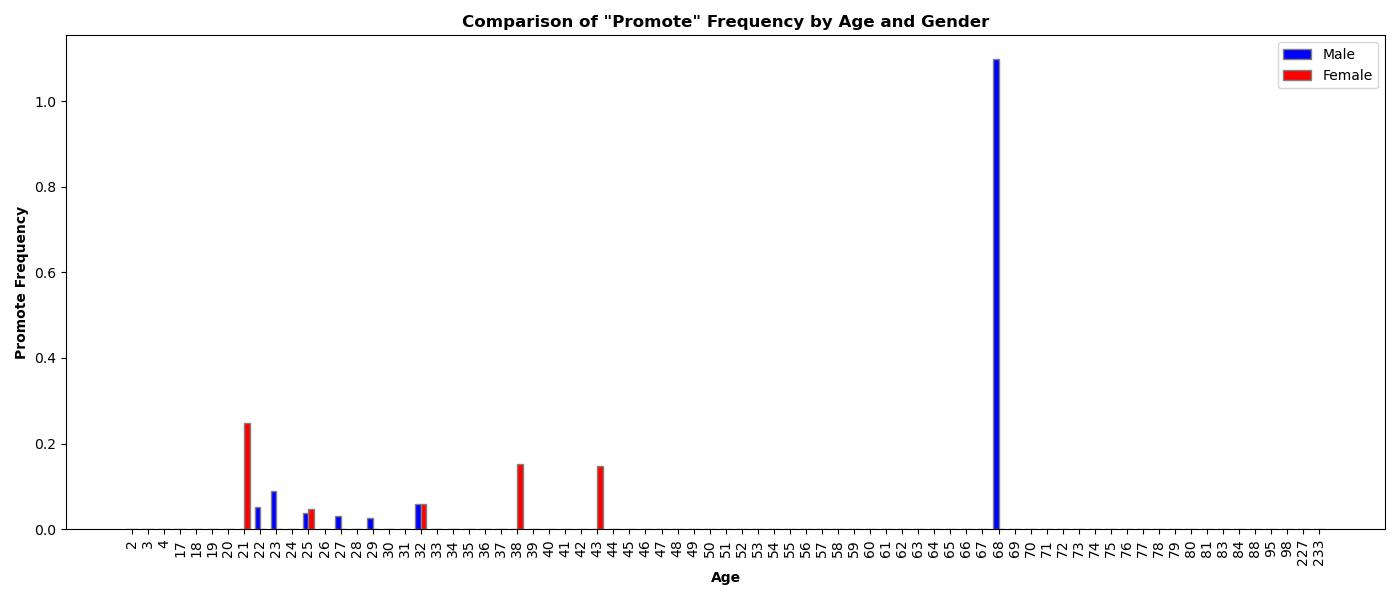 Comparison of "Promote" Frequency by Age and Gender
Male
Female
Promote Frequency
1.0
0.8
0.6
0.4
0.2
0.0
2 3 4 17 18 19 20 21 22 23 24 25 26 27 28 29 30 31 32 33 34 35 36 37 38 39 40 41 42 43 44 45 46 47 48 49 50 51 52 53 54 55 56 57 58 59 60 61 62 63 64 65 66 67 68 69 70 71 72 73 74 75 76 77 78 79 80 81 83 84 88 95 98 227 233
Age